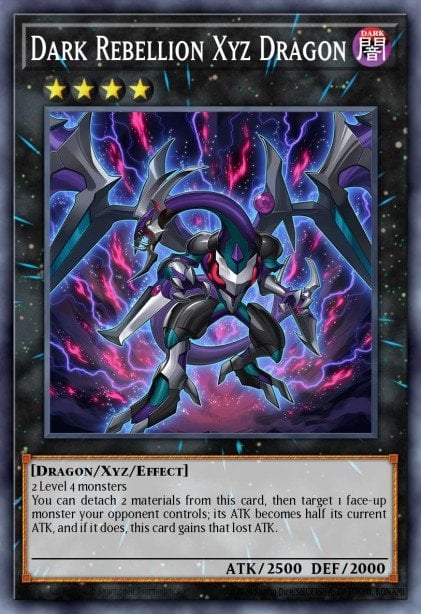 DARK REBELLION XYZ DRAGON
DARK
闇
[DRAGON/XYZ/EFFECT]
2 Level 4 monsters
You can detach 2 materials from this card, then target 1 face-up
monster your opponent controls; its ATK becomes half its current
ATK, and if it does, this card gains that lost ATK.
ATK/2500 DEF/2000